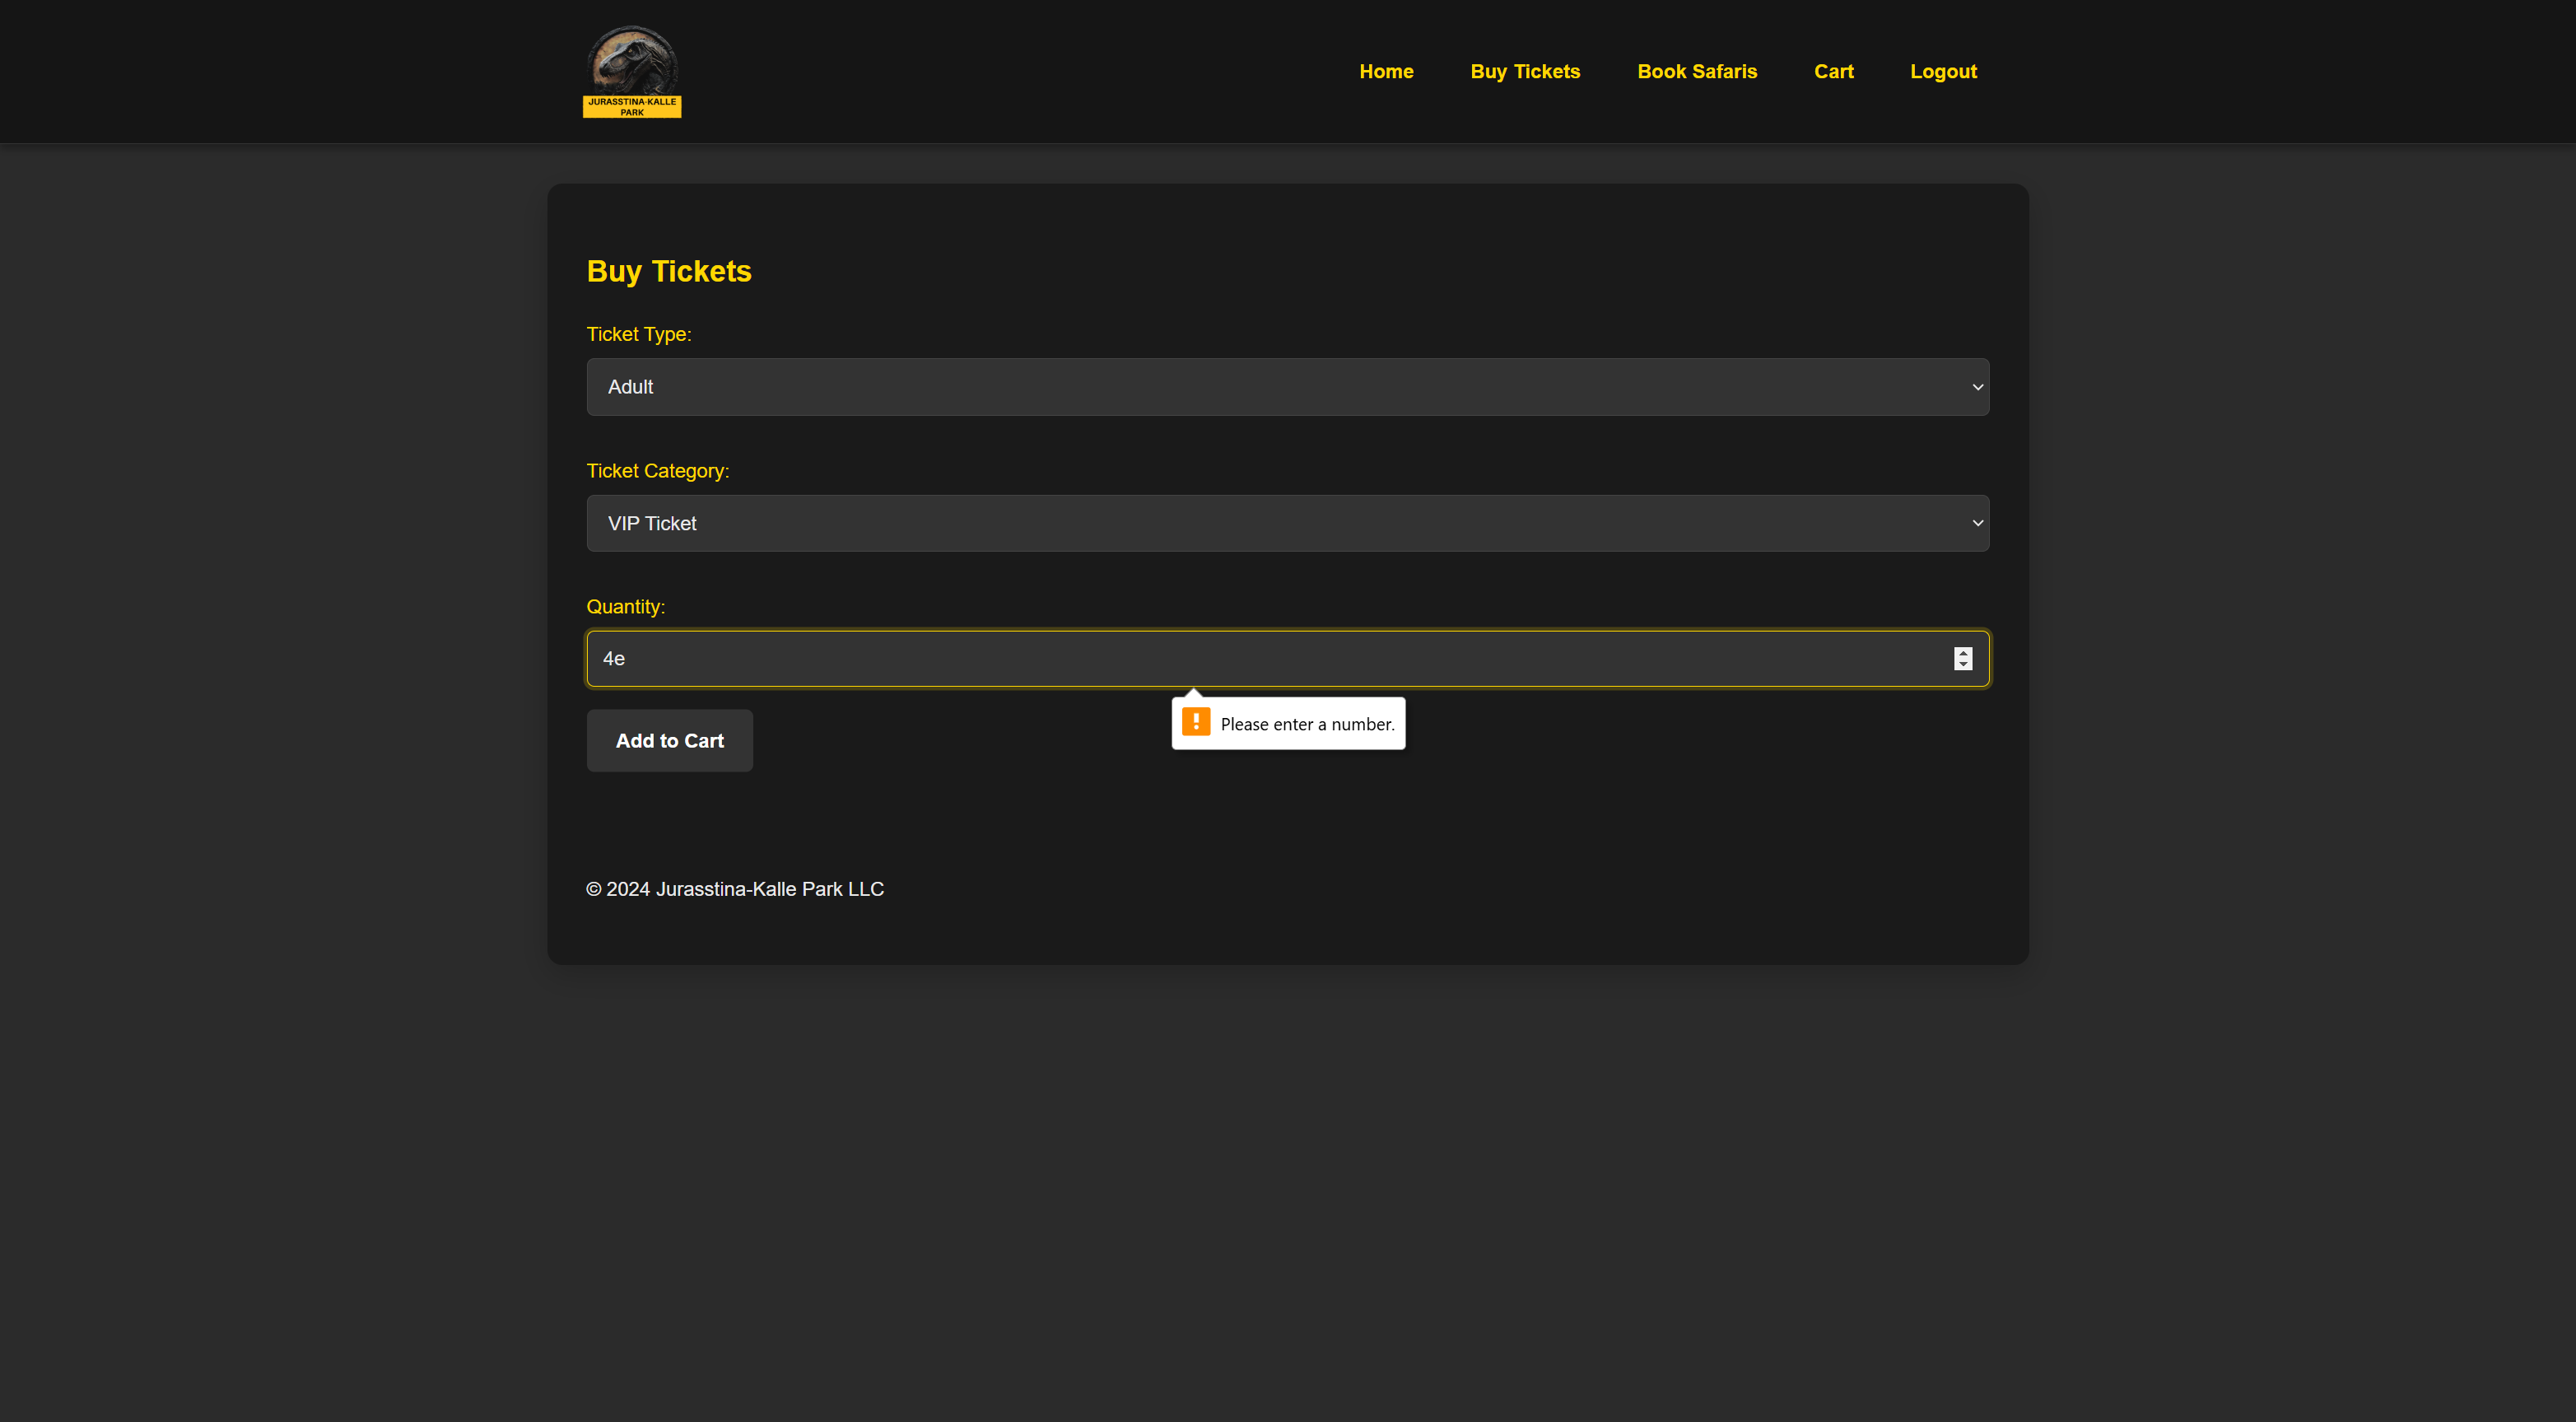 JURASSTINA-KALLE
PARK
Home Buy Tickets Book Safaris Cart Logout
Buy Tickets
Ticket Type:
Adult
Ticket Category:
VIP Ticket
Quantity:
4e
Please enter a number.
Add to Cart
© 2024 Jurasstina-Kalle Park LLC